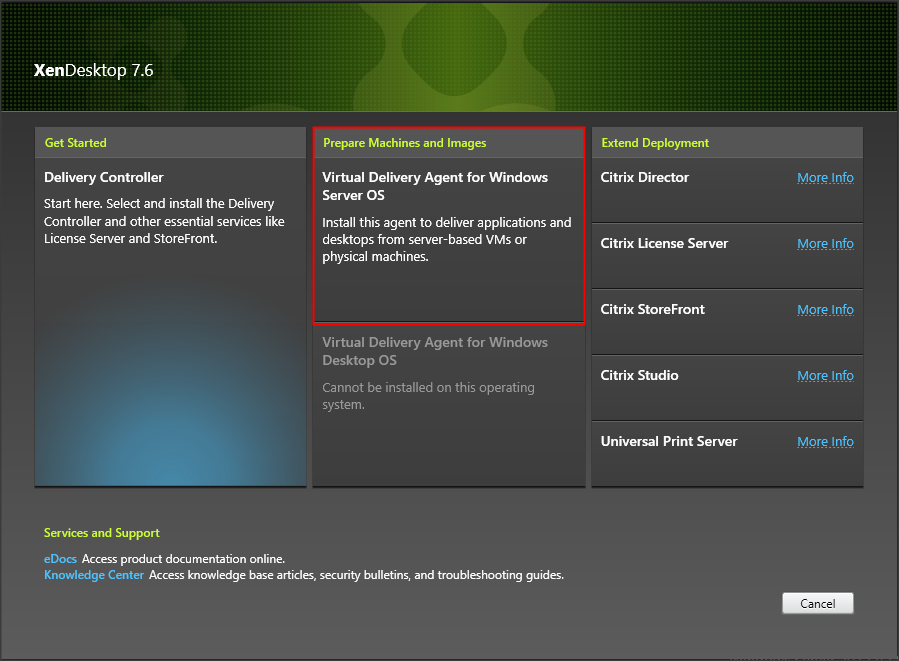 XenDesktop 7.6
Get Started
Delivery Controller
Start here. Select and install the Delivery
Controller and other essential services like
License Server and StoreFront.
Prepare Machines and Images
Virtual Delivery Agent for Windows
Server OS
Install this agent to deliver applications and
desktops from server-based VMs or
physical machines.
Virtual Delivery Agent for Windows
Desktop OS
Cannot be installed on this operating
system.
Extend Deployment
Citrix Director More Info
Citrix License Server More Info
Citrix StoreFront More Info
Citrix Studio More Info
Universal Print Server More Info
Services and Support
eDocs Access product documentation online.
Knowledge Center Access knowledge base articles, security bulletins, and troubleshooting guides.
Cancel